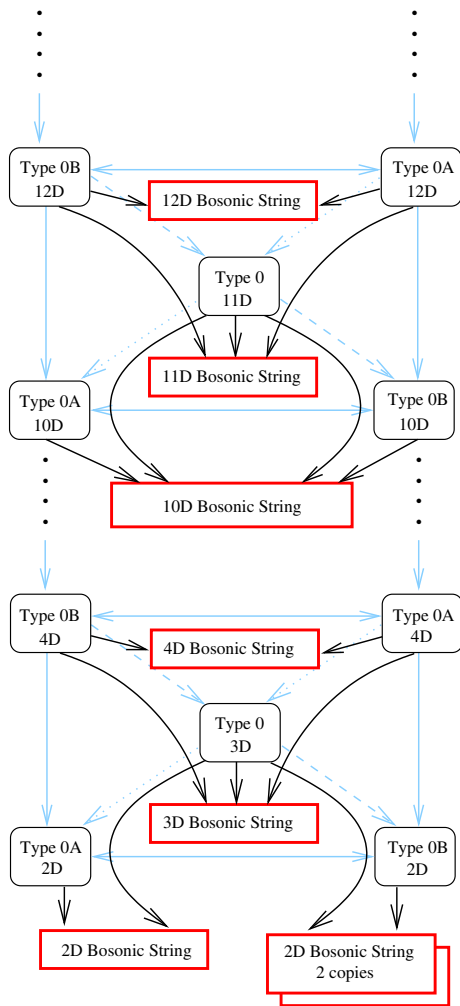 Type 0B
12D
Type 0A
12D
12D Bosonic String
Type 0
11D
11D Bosonic String
Type 0A
10D
Type 0B
10D
10D Bosonic String
Type 0B
4D
Type 0A
4D
4D Bosonic String
Type 0
3D
3D Bosonic String
Type 0A
2D
Type 0B
2D
2D Bosonic String
2D Bosonic String
2 copies